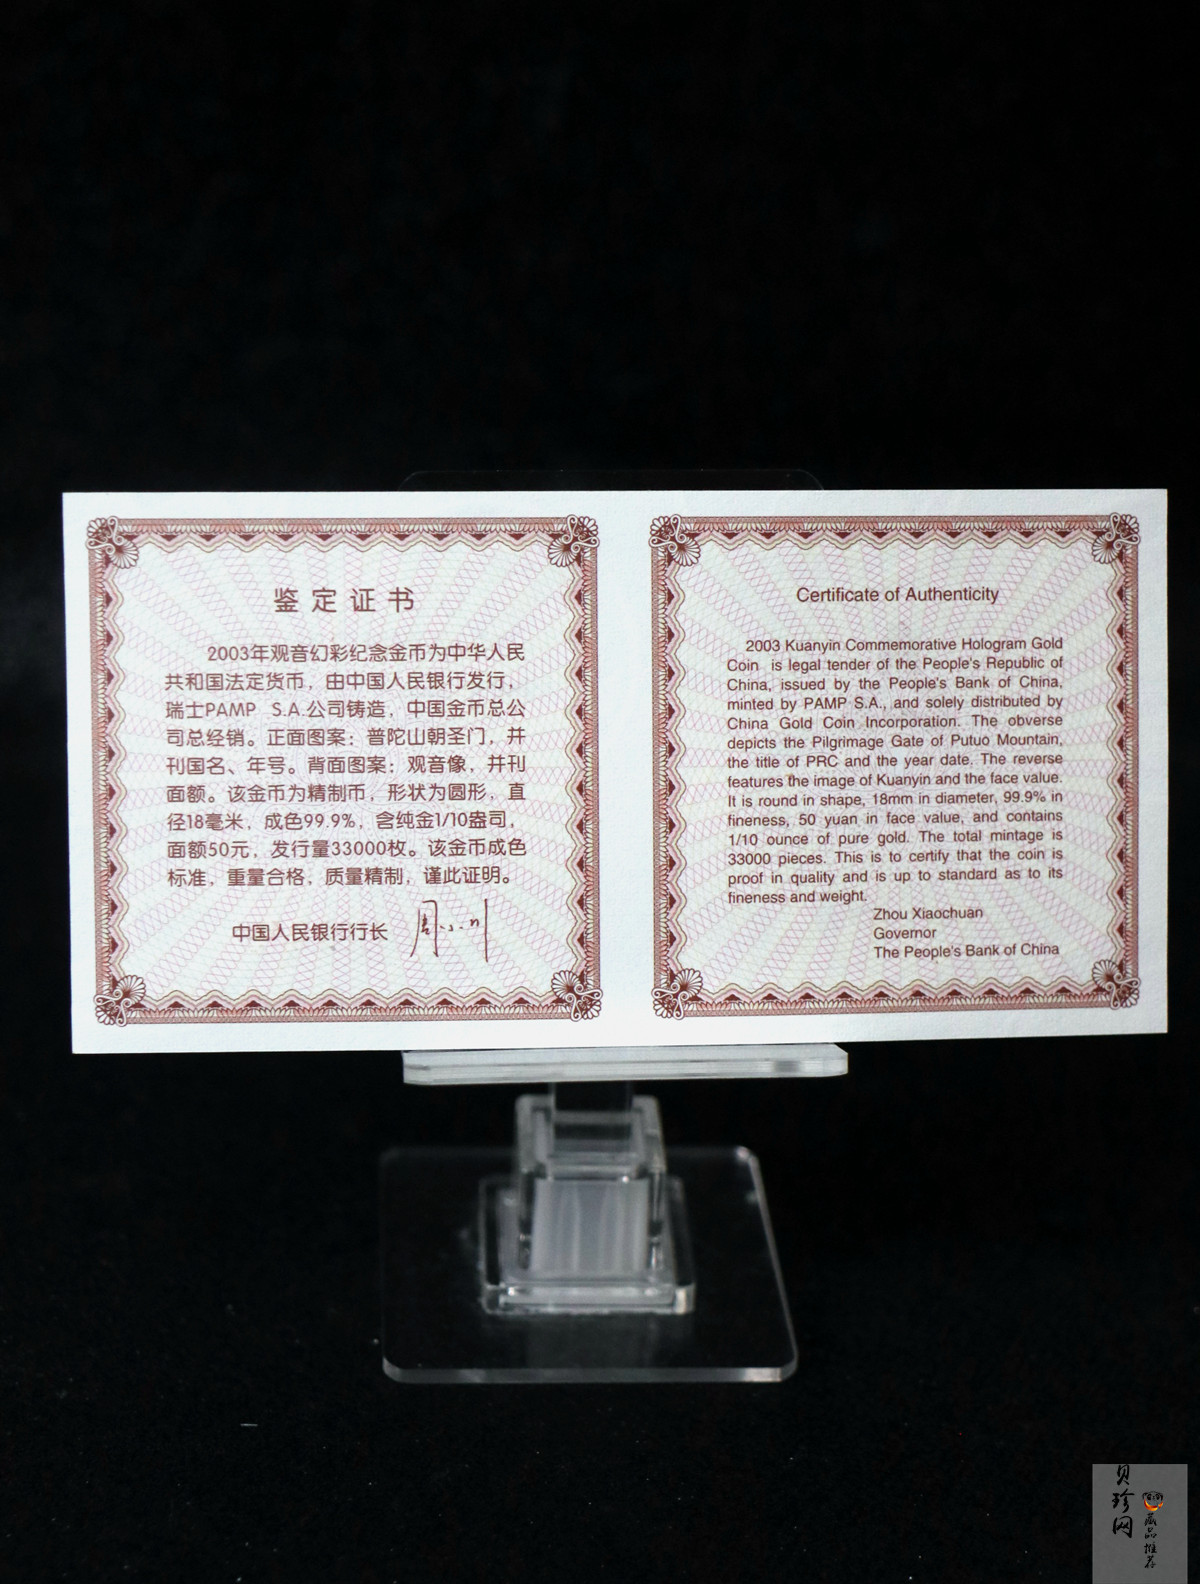 鉴定证书
2003年观音幻彩纪念金币为中华人民
共和国法定货币，由中国人民银行发行，
瑞士PAMP S.A.公司铸造，中国金币总公
司总经销。正面图案：普陀山朝圣门，并
刊国名、年号。背面图案：观音像，并刊
面额。该金币为精制币，形状为圆形，直
径18毫米，成色99.9%，含纯金1/10盎司，
面额50元，发行量33000枚。该金币成色
标准，重量合格，质量精制，谨此证明。
中国人民银行行长 周小川
Certificate of Authenticity
2003 Kuanyin Commemorative Hologram Gold
Coin is legal tender of the People's Republic of
China, issued by the People's Bank of China,
minted by PAMP S.A., and solely distributed by
China Gold Coin Incorporation. The obverse
depicts the Pilgrimage Gate of Putuo Mountain,
the title of PRC and the year date. The reverse
features the image of Kuanyin and the face value.
It is round in shape, 18mm in diameter, 99.9% in
fineness, 50 yuan in face value, and contains
1/10 ounce of pure gold. The total mintage is
33000 pieces. This is to certify that the coin is
proof in quality and is up to standard as to its
fineness and weight.
Zhou Xiaochuan
Governor
The People's Bank of China
贝珍网
藏品推荐